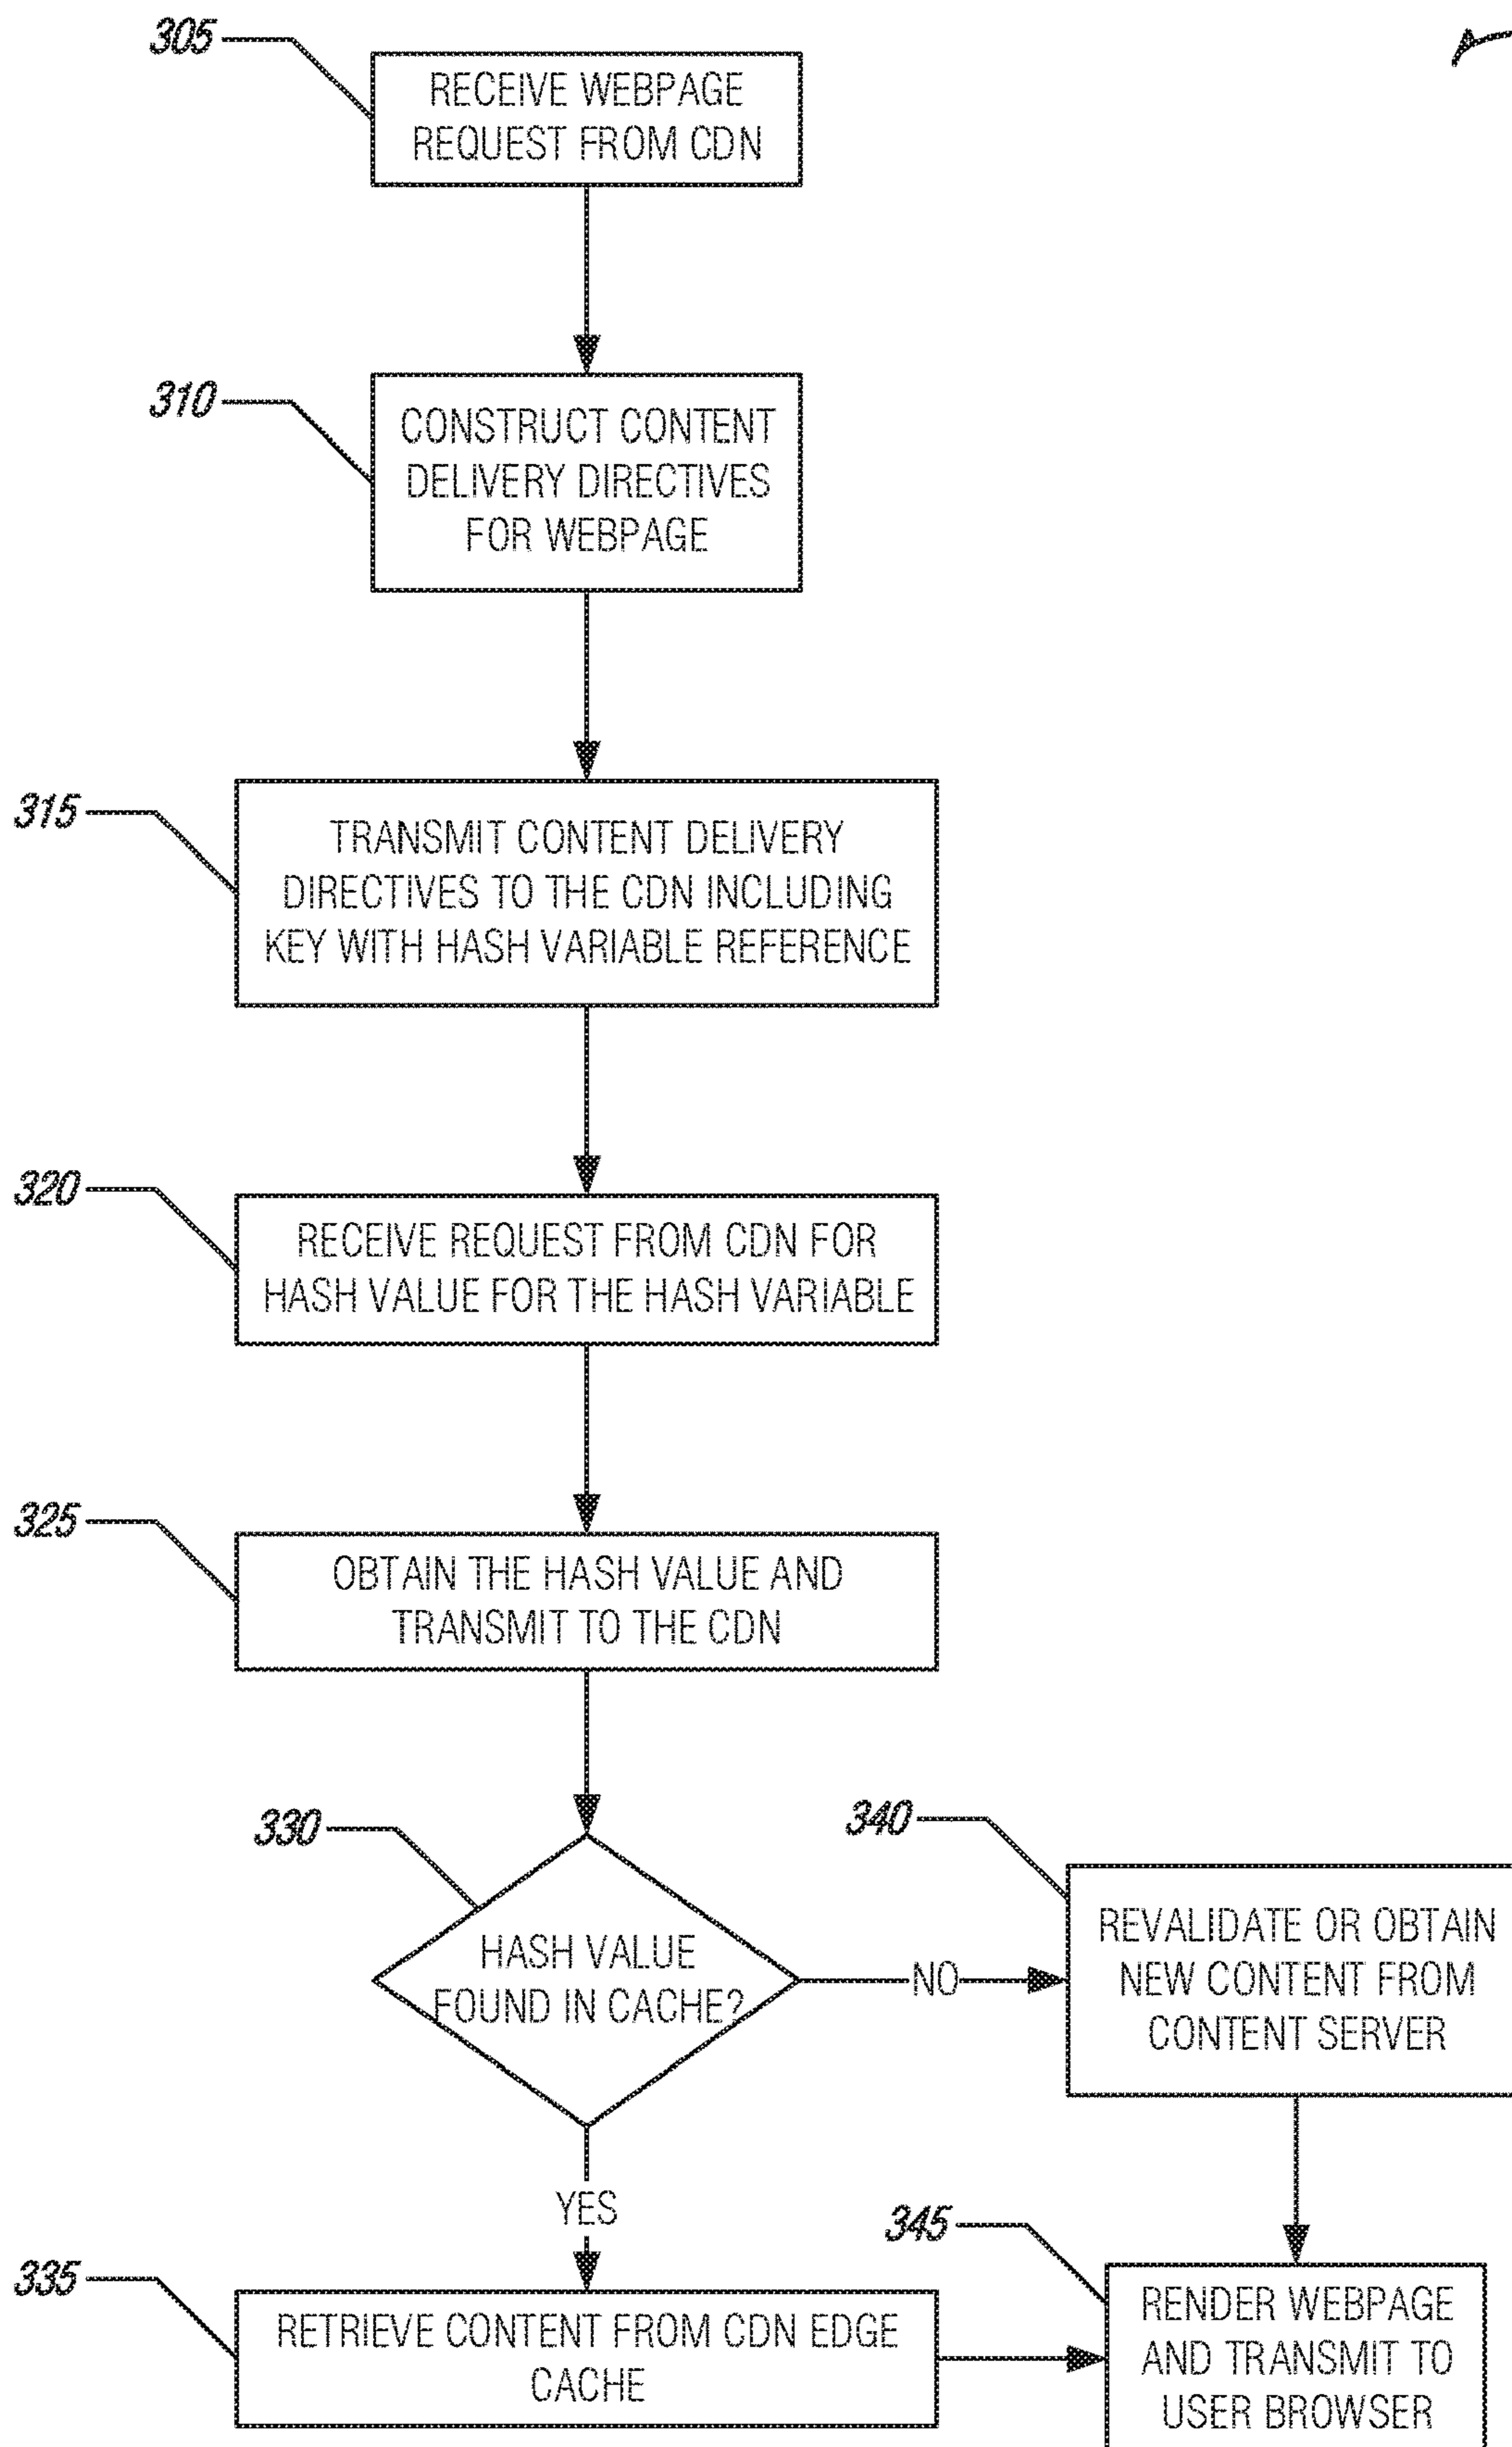 305
RECEIVE WEBPAGE
REQUEST FROM CDN
310
CONSTRUCT CONTENT
DELIVERY DIRECTIVES
FOR WEBPAGE
315
TRANSMIT CONTENT DELIVERY
DIRECTIVES TO THE CDN INCLUDING
KEY WITH HASH VARIABLE REFERENCE
320
RECEIVE REQUEST FROM CDN FOR
HASH VALUE FOR THE HASH VARIABLE
325
OBTAIN THE HASH VALUE AND
TRANSMIT TO THE CDN
330
HASH VALUE
FOUND IN CACHE?
NO
340
REVALIDATE OR OBTAIN
NEW CONTENT FROM
CONTENT SERVER
YES
335
RETRIEVE CONTENT FROM CDN EDGE
CACHE
345
RENDER WEBPAGE
AND TRANSMIT TO
USER BROWSER